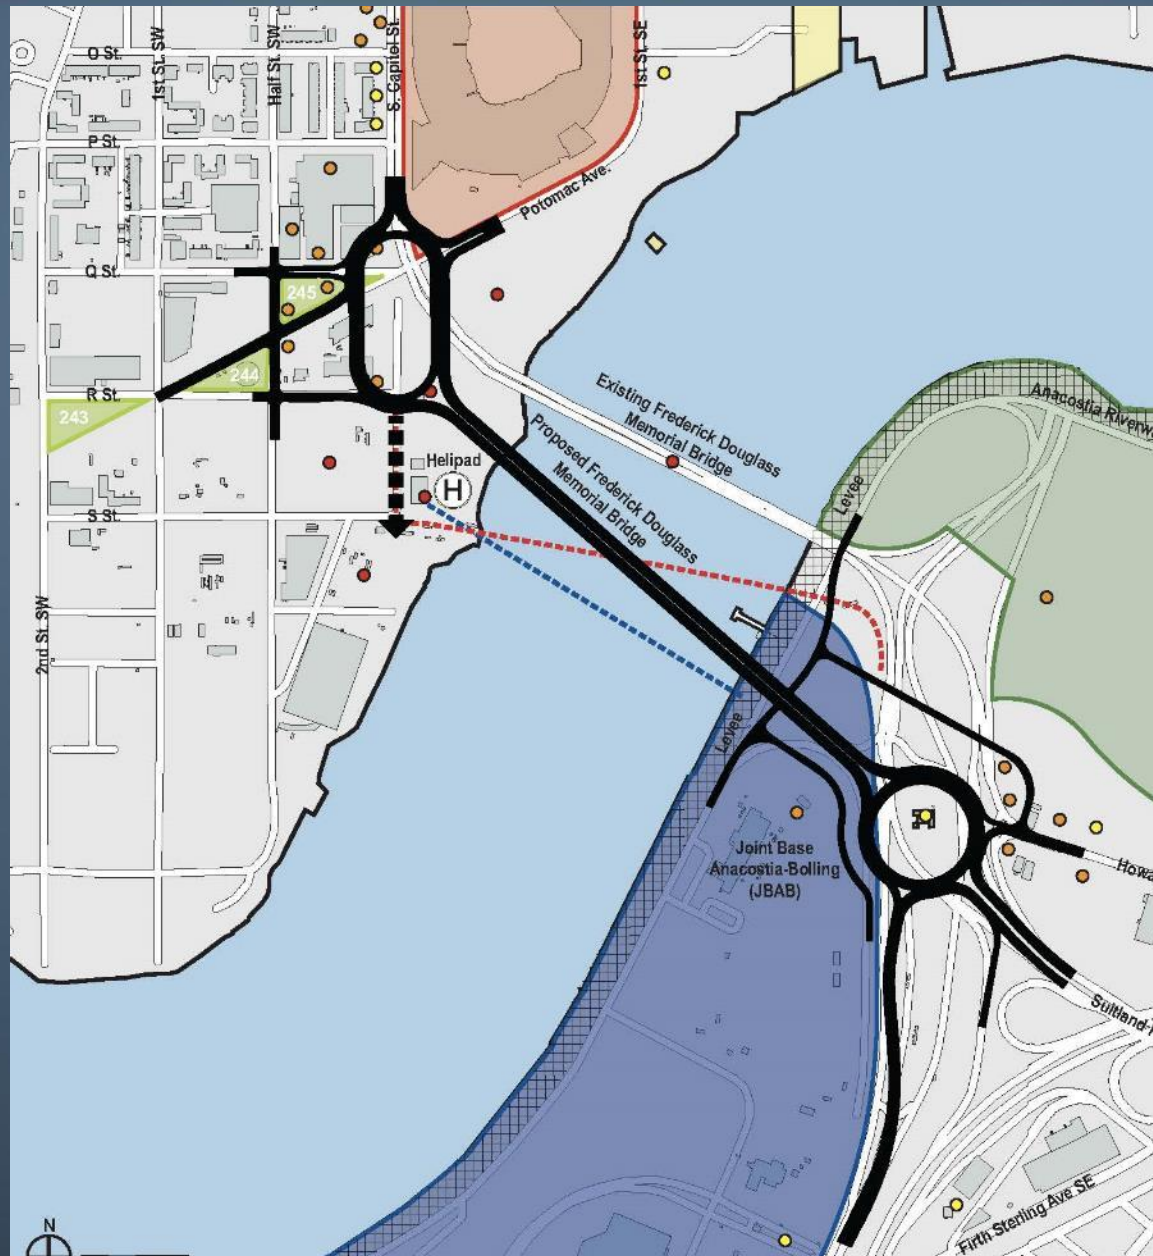 O St.
1st St. SW
Half St. SW
S. Capitol St.
1st St. SE
P St.
Potomac Ave.
Q St.
245
244
R St.
243
Existing Frederick Douglass
Memorial Bridge
Proposed Frederick Douglass
Memorial Bridge
Anacostia Riverw
Helipad
H
Levee
S St.
2nd St. SW
Levee
Joint Base
Anacostia-Bolling
(JBAB)
Howa
Suitland
Firth Sterling Ave SE
N